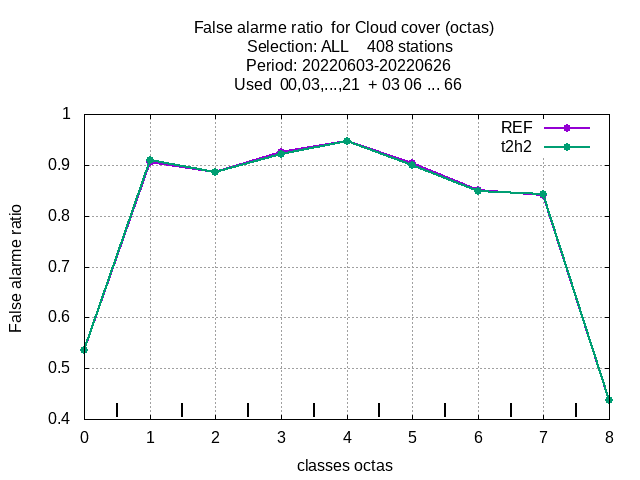 False alarme ratio  for Cloud cover (octas)
Selection: ALL    408 stations
Period: 20220603-20220626
Used  00,03,...,21  + 03 06 ... 66
REF
t2h2
1
0.9
0.8
0.7
0.6
0.5
0.4
False alarme ratio
0 1 2 3 4 5 6 7 8
classes octas